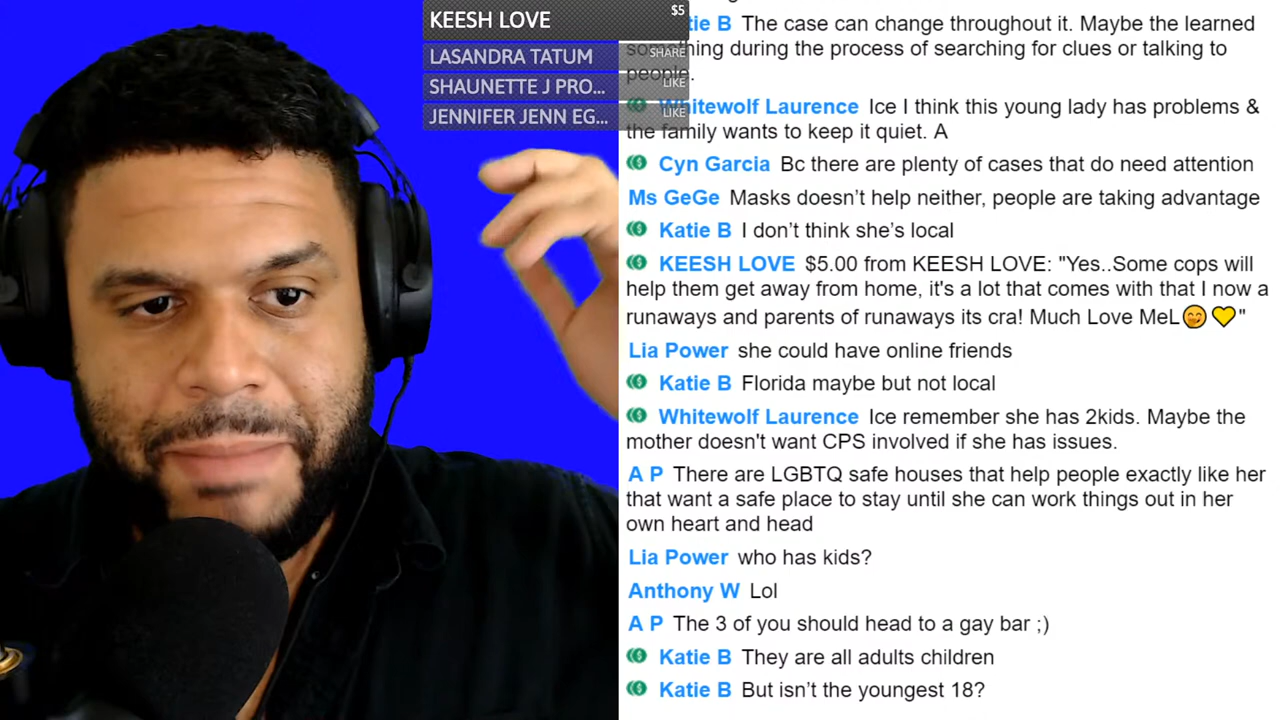 KEESH LOVE $5
LASANDRA TATUM SHARE
SHAUNETTE J PRO... LIKE
JENNIFER JENN EG... LIKE
tie B The case can change throughout it. Maybe the learned
something during the process of searching for clues or talking to
people.
Whitewolf Laurence Ice I think this young lady has problems &
the family wants to keep it quiet. A
Cyn Garcia Bc there are plenty of cases that do need attention
Ms GeGe Masks doesn’t help neither, people are taking advantage
Katie B I don’t think she’s local
KEESH LOVE $5.00 from KEESH LOVE: "Yes..Some cops will
help them get away from home, it's a lot that comes with that I now a
runaways and parents of runaways its cra! Much Love MeL🤭💛"
Lia Power she could have online friends
Katie B Florida maybe but not local
Whitewolf Laurence Ice remember she has 2kids. Maybe the
mother doesn't want CPS involved if she has issues.
A P There are LGBTQ safe houses that help people exactly like her
that want a safe place to stay until she can work things out in her
own heart and head
Lia Power who has kids?
Anthony W Lol
A P The 3 of you should head to a gay bar ;)
Katie B They are all adults children
Katie B But isn’t the youngest 18?